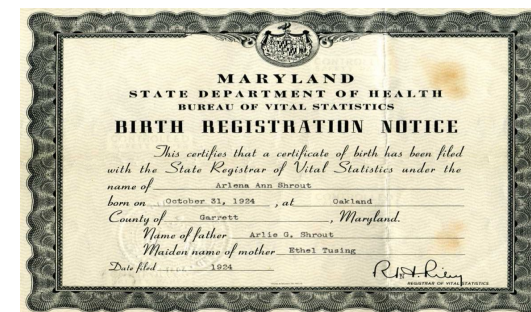 MARYLAND
STATE DEPARTMENT OF HEALTH
BUREAU OF VITAL STATISTICS
BIRTH REGISTRATION NOTICE
This certifies that a certificate of birth has been filed
with the State Registrar of Vital Statistics under the
name of Arlena Ann Shrout
born on October 31, 1924, at Oakland
County of Garrett, Maryland.
Name of father Arlie G. Shrout
Maiden name of mother Ethel Tusing
Date filed 1924
REGISTRAR OF VITAL STATISTICS